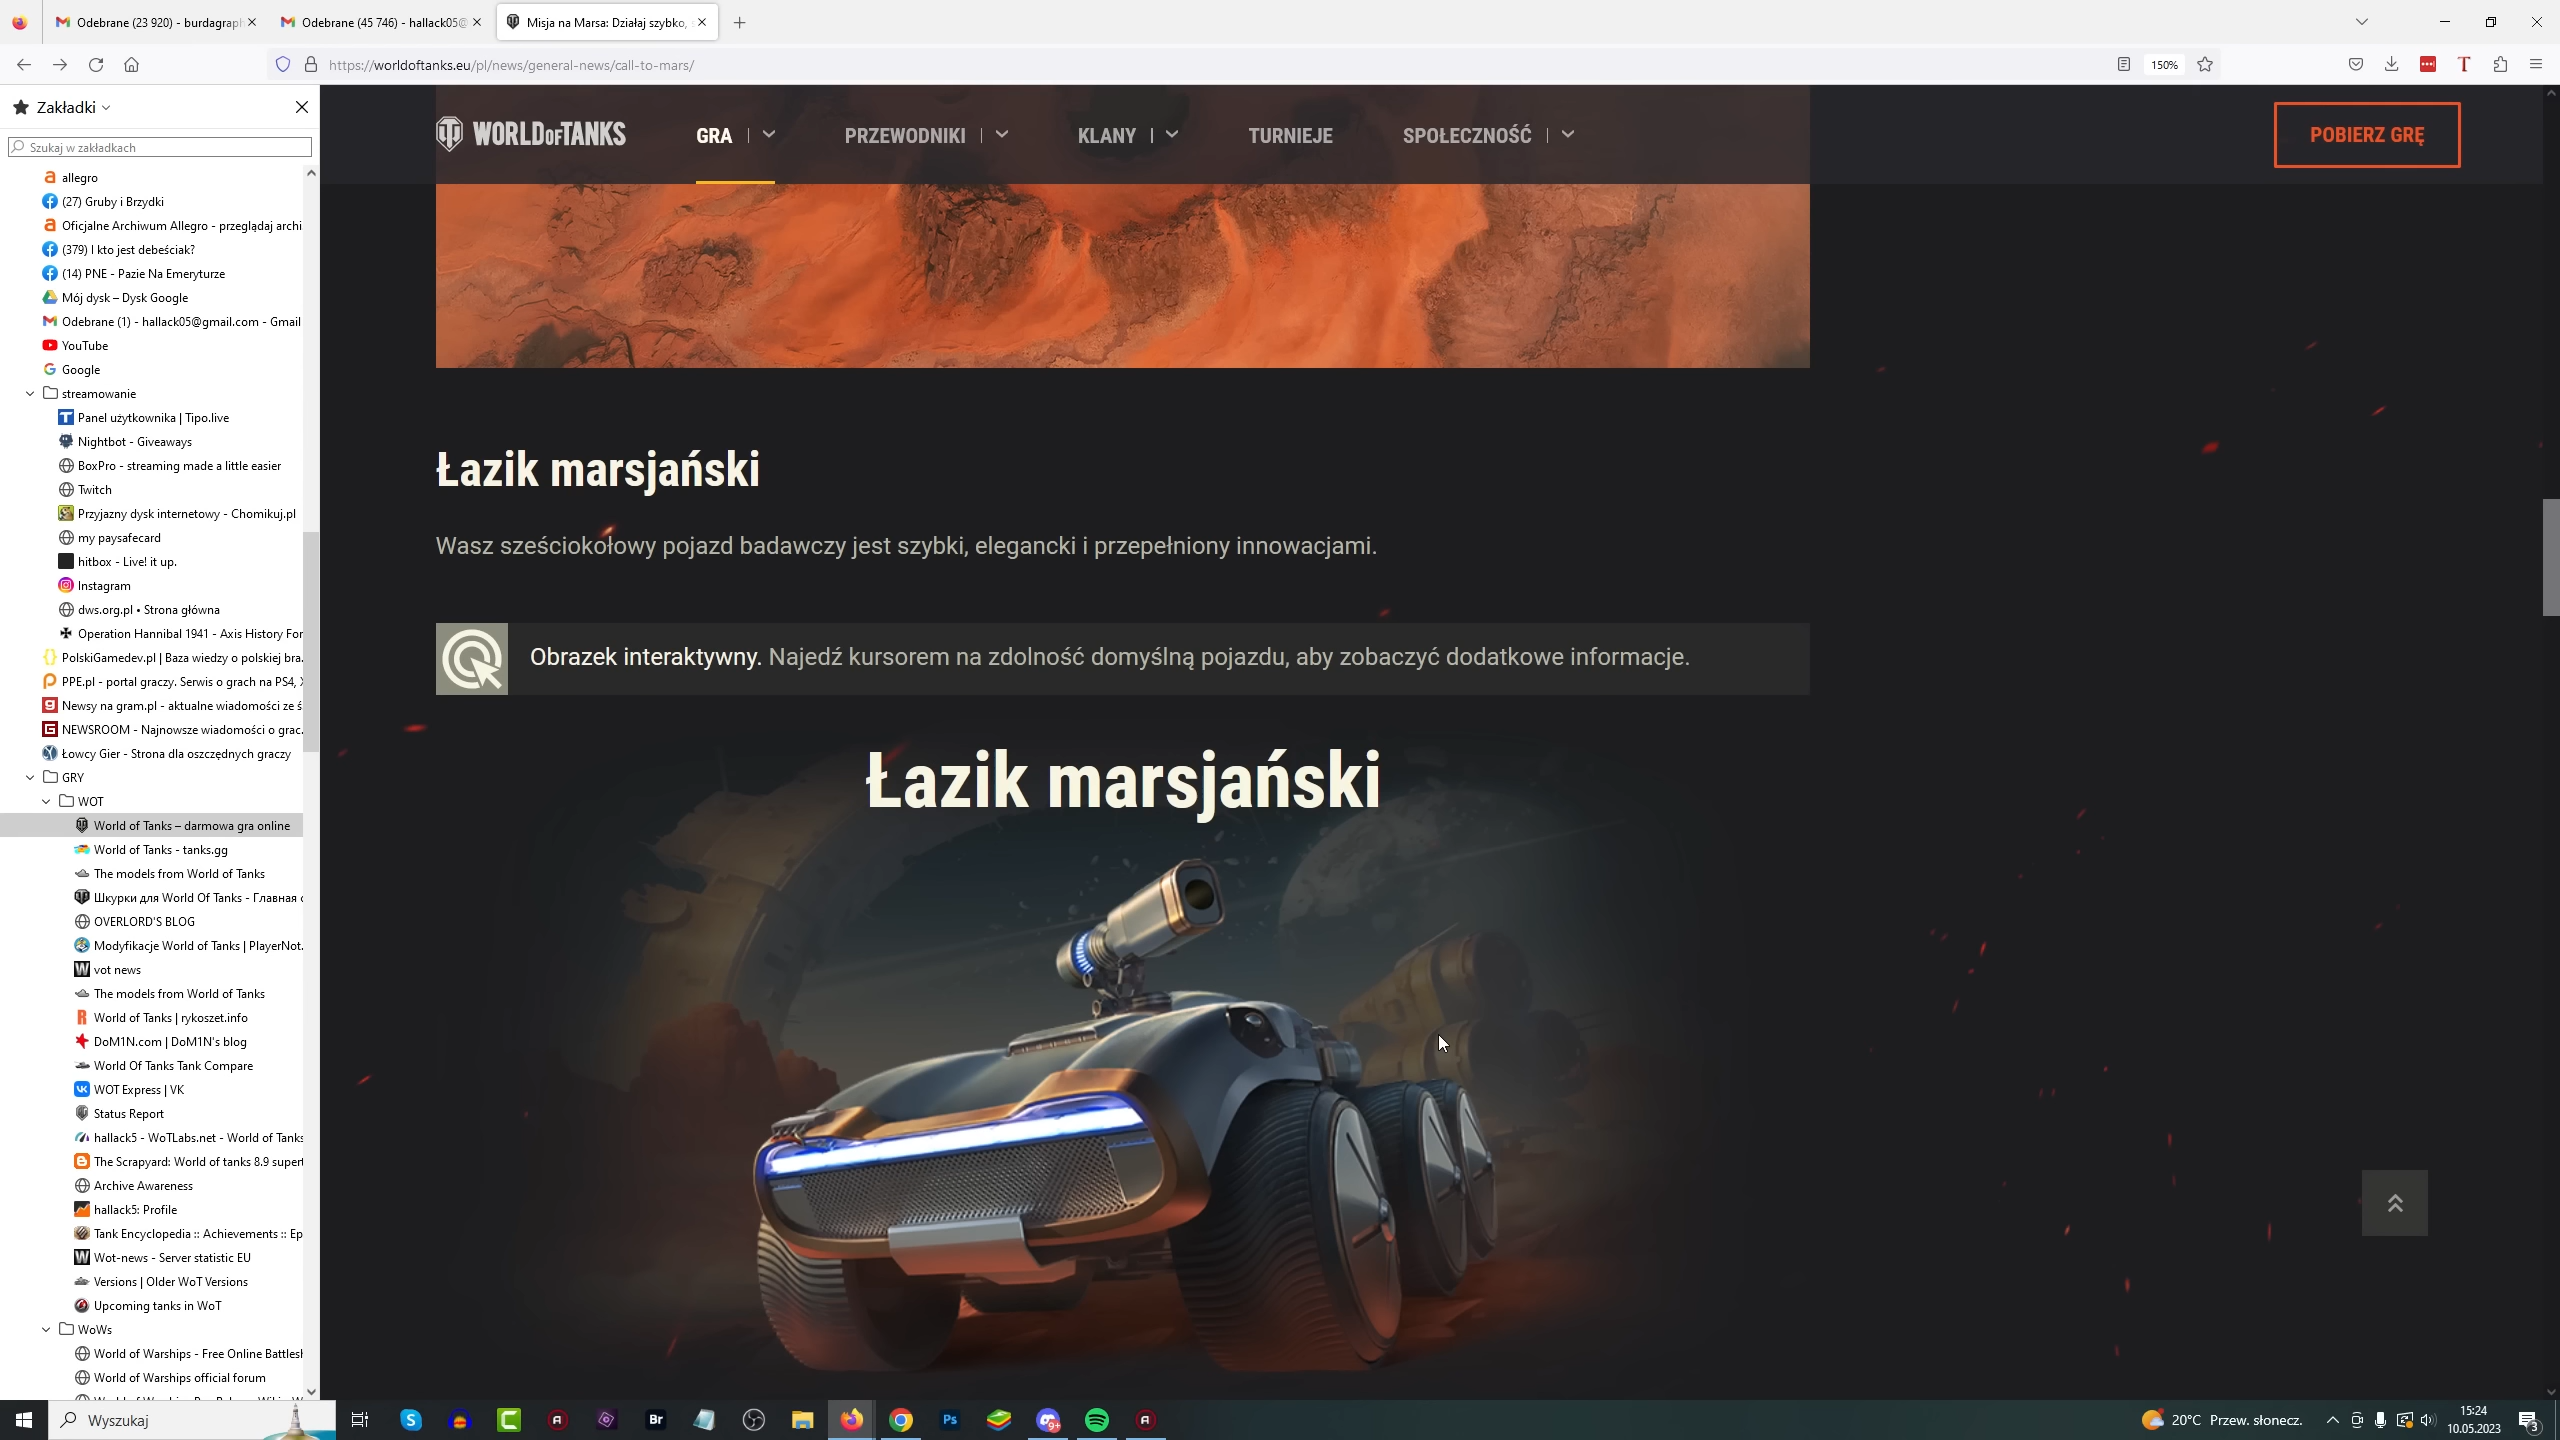 Odebrane (23 920) - burdagraph
Odebrane (45 746) - hallack05@
Misja na Marsa: Działaj szybko,
https://worldoftanks.eu/pl/news/general-news/call-to-mars/
150%
Zakładki
Szukaj w zakładkach
allegro
(27) Gruby i Brzydki
Oficjalne Archiwum Allegro - przeglądaj archi
(379) I kto jest debeściak?
(14) PNE - Pazie Na Emeryturze
Mój dysk – Dysk Google
Odebrane (1) - hallack05@gmail.com - Gmail
YouTube
Google
streamowanie
Panel użytkownika | Tipo.live
Nightbot - Giveaways
BoxPro - streaming made a little easier
Twitch
Przyjazny dysk internetowy - Chomikuj.pl
my paysafecard
hitbox - Live! it up.
Instagram
dws.org.pl • Strona główna
Operation Hannibal 1941 - Axis History For
PolskiGamedev.pl | Baza wiedzy o polskiej bra.
PPE.pl - portal graczy. Serwis o grach na PS4, X
Newsy na gram.pl - aktualne wiadomości ze ś
NEWSROOM - Najnowsze wiadomości o grac.
Łowcy Gier - Strona dla oszczędnych graczy
GRY
WOT
World of Tanks – darmowa gra online
World of Tanks - tanks.gg
The models from World of Tanks
Шкурки для World Of Tanks - Главная с
OVERLORD'S BLOG
Modyfikacje World of Tanks | PlayerNot.
vot news
The models from World of Tanks
World of Tanks | rykoszet.info
DoM1N.com | DoM1N's blog
World Of Tanks Tank Compare
WOT Express | VK
Status Report
hallack5 - WoTLabs.net - World of Tanks
The Scrapyard: World of tanks 8.9 supert
Archive Awareness
hallack5: Profile
Tank Encyclopedia :: Achievements :: Ep
Wot-news - Server statistic EU
Versions | Older WoT Versions
Upcoming tanks in WoT
WoWs
World of Warships - Free Online Battlesh
World of Warships official forum
WORLD OF TANKS
GRA
PRZEWODNIKI
KLANY
TURNIEJE
SPOŁECZNOŚĆ
POBIERZ GRĘ
Łazik marsjański
Wasz sześciokołowy pojazd badawczy jest szybki, elegancki i przepełniony innowacjami.
Obrazek interaktywny. Najedź kursorem na zdolność domyślną pojazdu, aby zobaczyć dodatkowe informacje.
Łazik marsjański
Wyszukaj
Br
Ps
9+
20°C Przew. słonecz.
15:24
10.05.2023
3